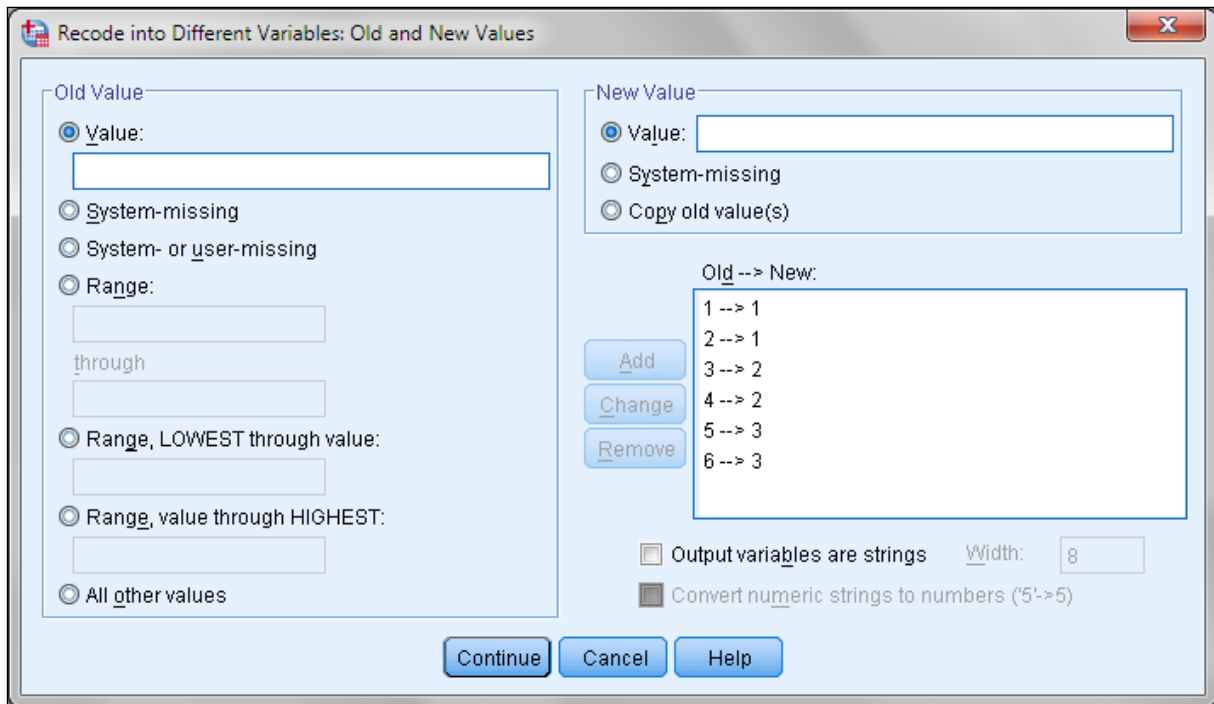 Recode into Different Variables: Old and New Values
Old Value
Value:
System-missing
System- or user-missing
Range:
through
Range, LOWEST through value:
Range, value through HIGHEST:
All other values
New Value
Value:
System-missing
Copy old value(s)
Old --> New:
1 --> 1
2 --> 1
3 --> 2
4 --> 2
5 --> 3
6 --> 3
Add
Change
Remove
Output variables are strings Width: 8
Convert numeric strings to numbers ('5'->5)
Continue Cancel Help